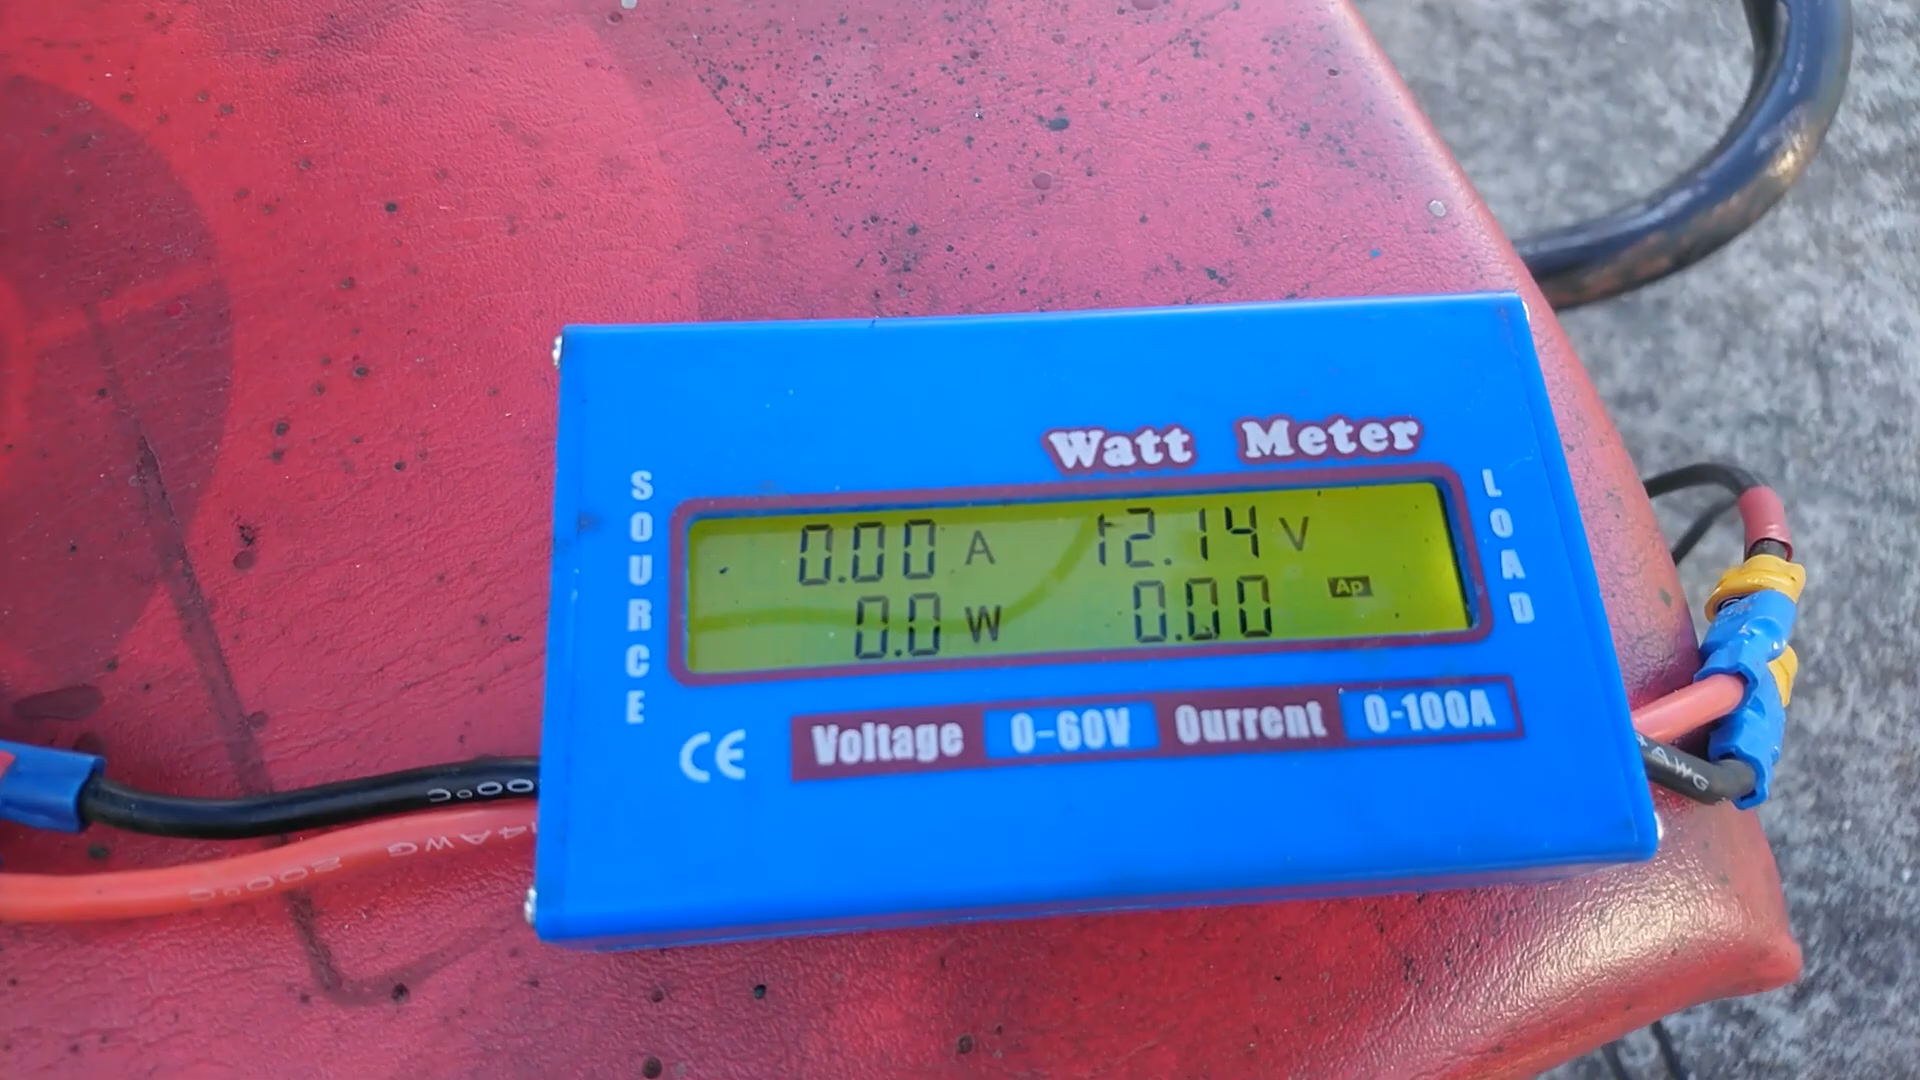 Watt Meter
SOURCE
0.00 A 12.14 V
0.0 W 0.00 Ap
LOAD
CE Voltage 0-60V Ourrent 0-100A
14AWG 200°C